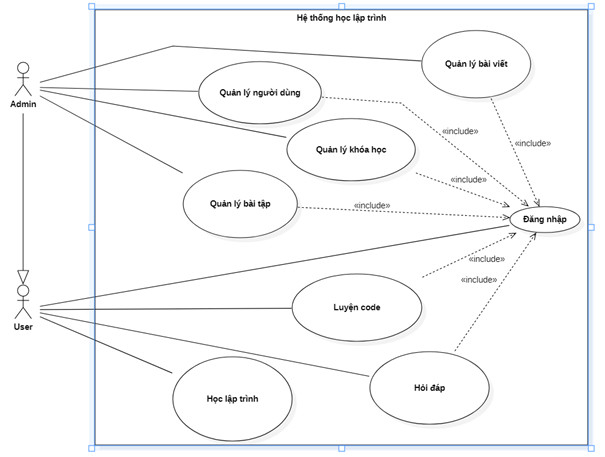 Hệ thống học lập trình
Quản lý bài viết
Admin
Quản lý người dùng
«include»
«include»
Quản lý khóa học
«include»
Quản lý bài tập
«include»
Đăng nhập
«include»
«include»
User
Luyện code
Học lập trình
Hỏi đáp